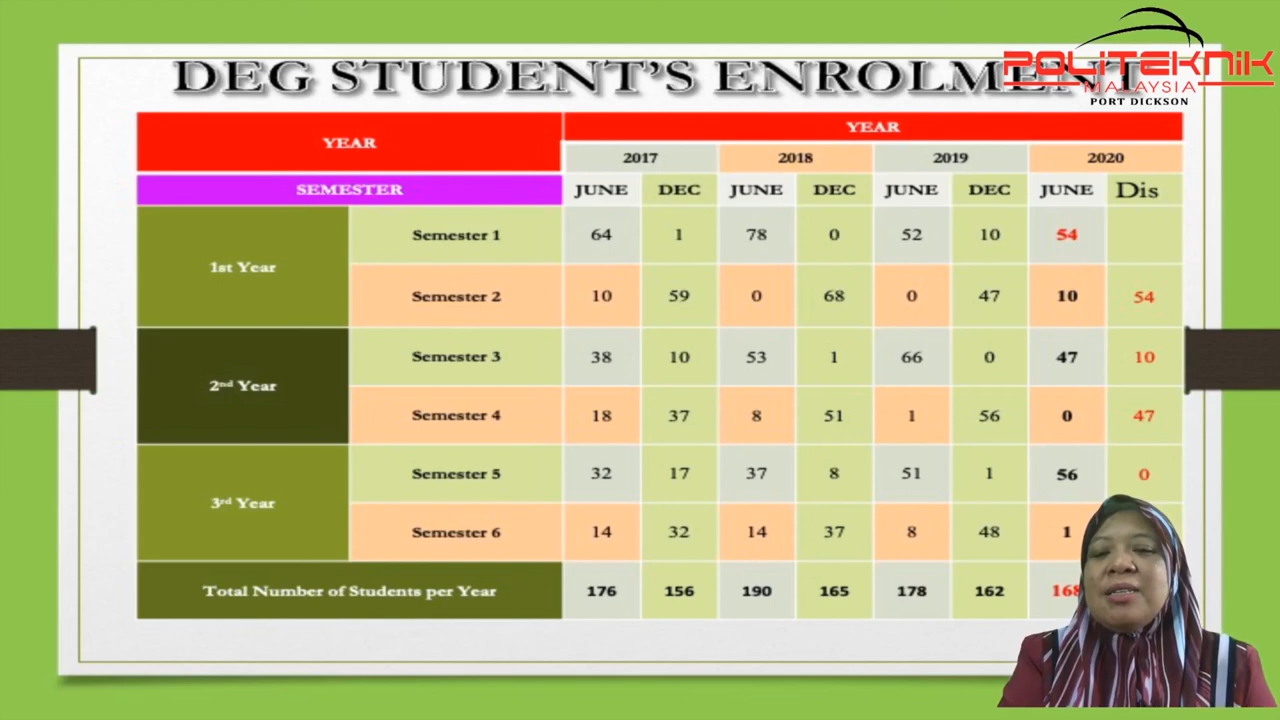 DEG STUDENT'S ENROLMENT
POLITEKNIK
MALAYSIA
PORT DICKSON
YEAR YEAR
2017 2018 2019 2020
SEMESTER JUNE DEC JUNE DEC JUNE DEC JUNE Dis
1st Year
Semester 1 64 1 78 0 52 10 54
Semester 2 10 59 0 68 0 47 10 54
2nd Year
Semester 3 38 10 53 1 66 0 47 10
Semester 4 18 37 8 51 1 56 0 47
3rd Year
Semester 5 32 17 37 8 51 1 56 0
Semester 6 14 32 14 37 8 48 1
Total Number of Students per Year 176 156 190 165 178 162 168